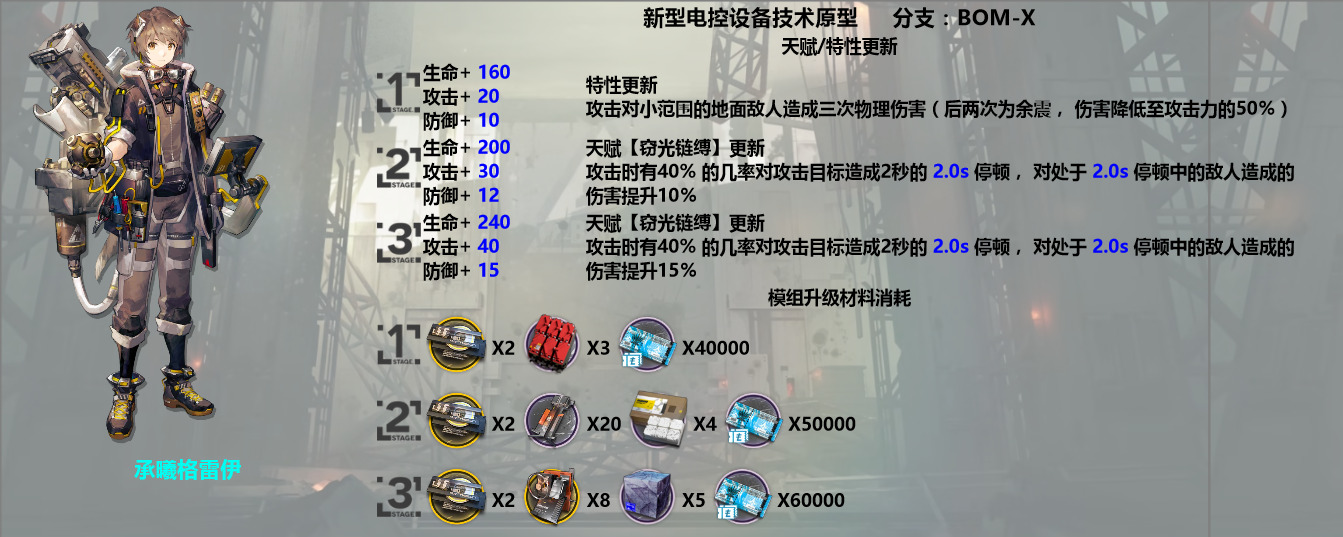 新型电控设备技术原型 分支：BOM-X
天赋/特性更新
1 STAGE.
生命+ 160
攻击+ 20
防御+ 10
特性更新
攻击对小范围的地面敌人造成三次物理伤害（后两次为余震，伤害降低至攻击力的50%）
2 STAGE.
生命+ 200
攻击+ 30
防御+ 12
天赋【窃光链缚】更新
攻击时有40% 的几率对攻击目标造成2秒的 2.0s 停顿， 对处于 2.0s 停顿中的敌人造成的
伤害提升10%
3 STAGE.
生命+ 240
攻击+ 40
防御+ 15
天赋【窃光链缚】更新
攻击时有40% 的几率对攻击目标造成2秒的 2.0s 停顿， 对处于 2.0s 停顿中的敌人造成的
伤害提升15%
模组升级材料消耗
1 STAGE. X2 X3 X40000
2 STAGE. X2 X20 X4 X50000
3 STAGE. X2 X8 X5 X60000
承曦格雷伊